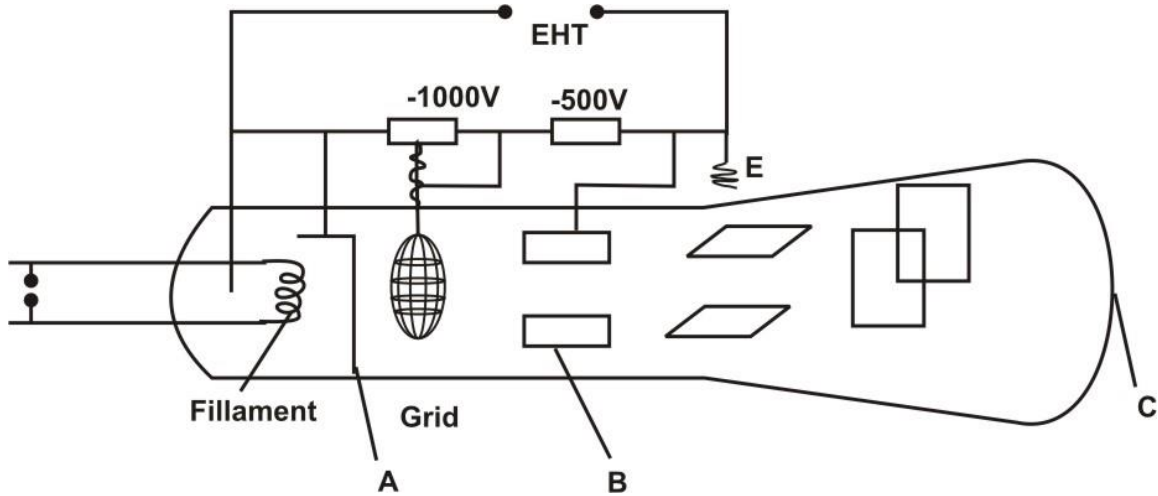 EHT
-1000V -500V
E
Fillament
Grid
A
B
C